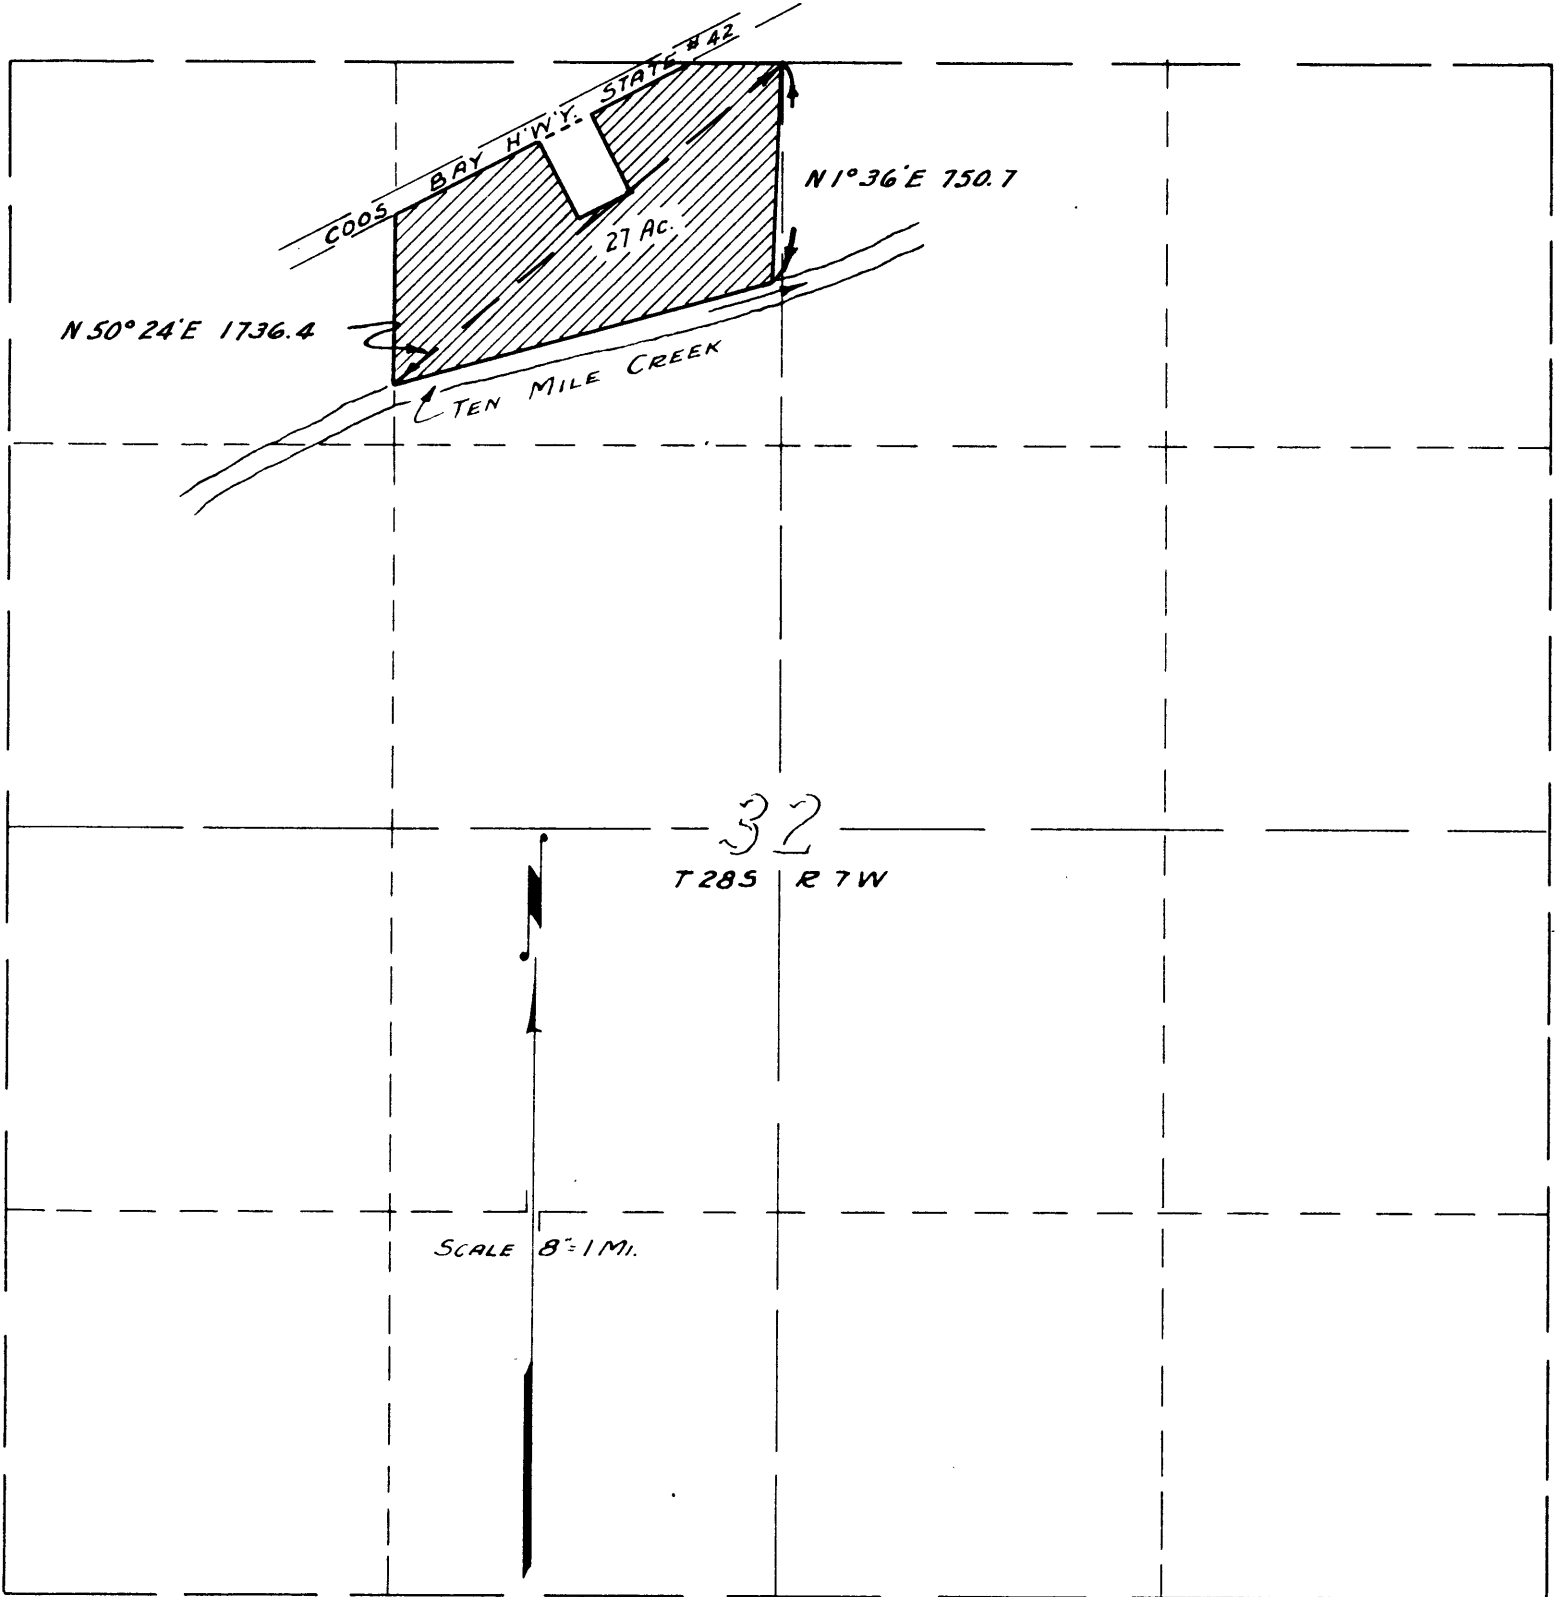 COOS BAY H'W'Y. STATE #42
N 1° 36' E 750.7
27 Ac.
N 50° 24' E 1736.4
TEN MILE CREEK
32
T 28 S R 7 W
N
SCALE 8" = 1 MI.